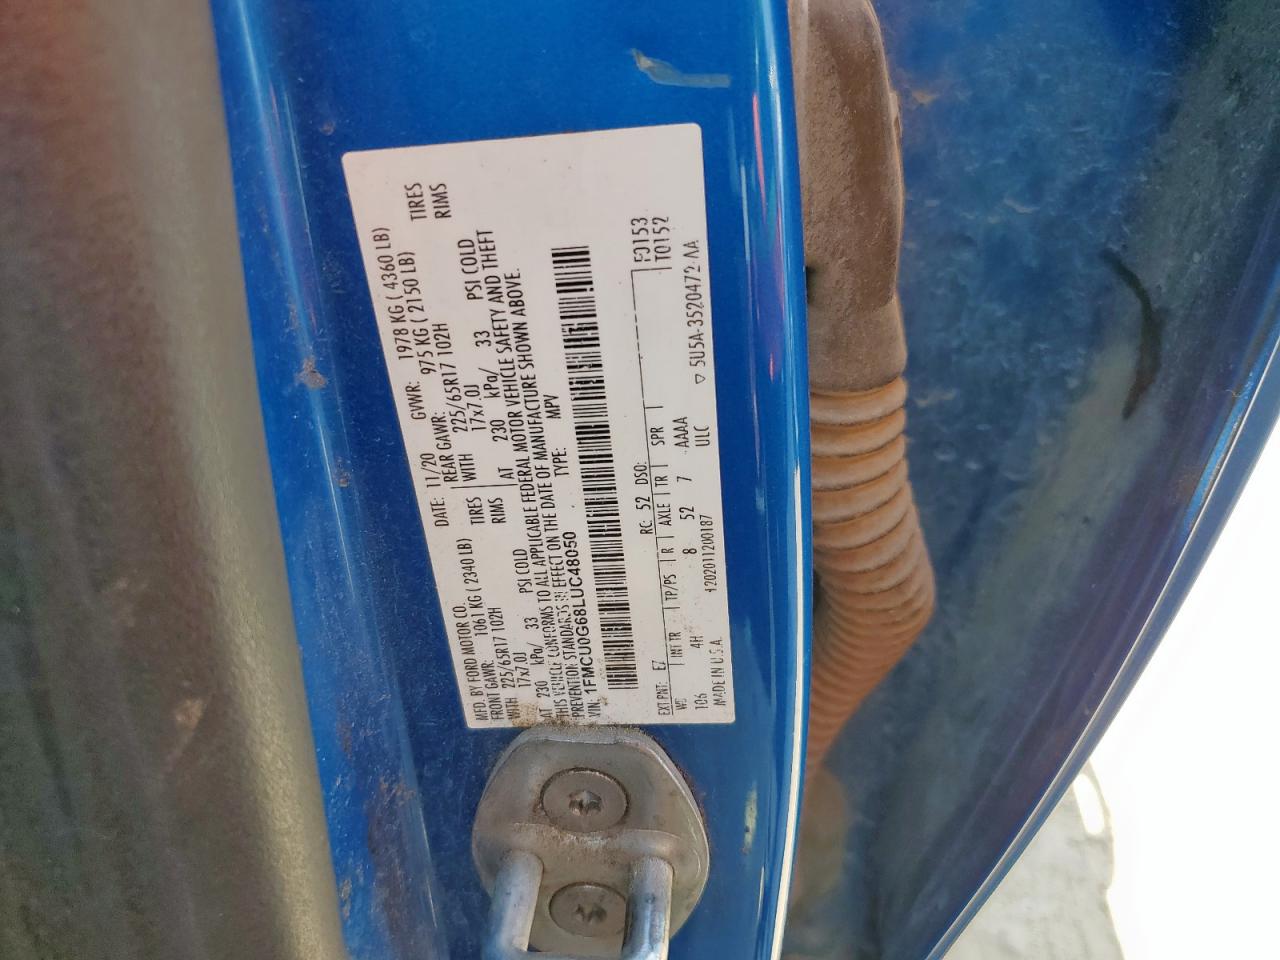 MFD. BY FORD MOTOR CO.
DATE: 11/20 GVWR: 1978 KG ( 4360 LB)
FRONT GAWR: 1061 KG ( 2340 LB) REAR GAWR: 975 KG ( 2150 LB)
WITH 225/65R17 102H TIRES WITH 225/65R17 102H TIRES
17x7.0J RIMS 17x7.0J RIMS
AT 230 kPa/ 33 PSI COLD AT 230 kPa/ 33 PSI COLD
THIS VEHICLE CONFORMS TO ALL APPLICABLE FEDERAL MOTOR VEHICLE SAFETY AND THEFT
PREVENTION STANDARDS IN EFFECT ON THE DATE OF MANUFACTURE SHOWN ABOVE.
VIN: 1FMCU0G68LUC48050 TYPE: MPV
EXT PNT: EZ RC: 52 DSO: F0153
WB INT TR TP/PS R AXLE TR SPR T0152
106 4H 8 52 7 AAAA
MADE IN U.S.A. 1202011200187 ULC ▽ 5U5A-3520472-AA